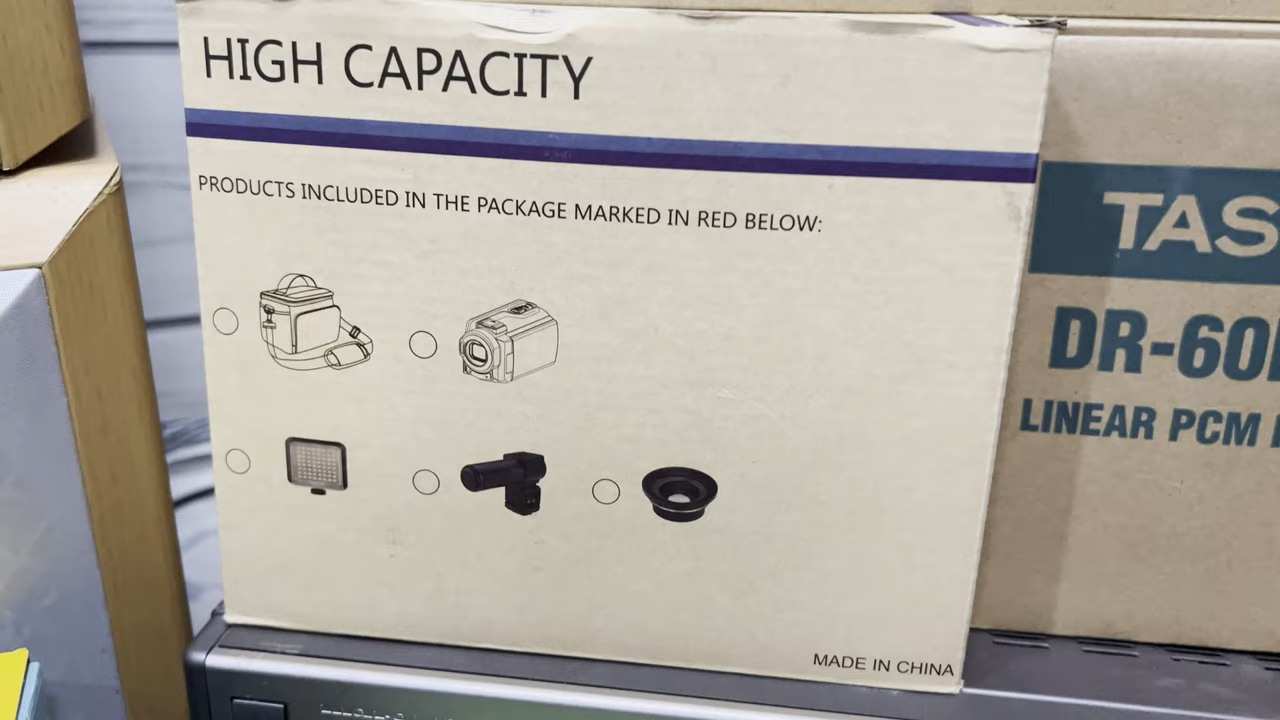 HIGH CAPACITY
PRODUCTS INCLUDED IN THE PACKAGE MARKED IN RED BELOW:
MADE IN CHINA
TAS
DR-60
LINEAR PCM